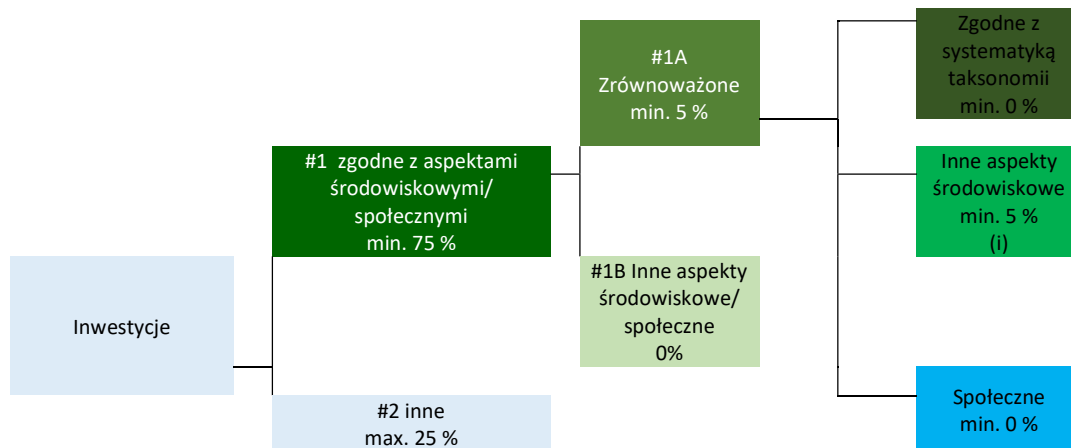 Inwestycje
#1  zgodne z aspektami
środowiskowymi/
społecznymi
min. 75 %
#2 inne
max. 25 %
#1A
Zrównoważone
min. 5 %
#1B Inne aspekty
środowiskowe/
społeczne
0%
Zgodne z
systematyką
taksonomii
min. 0 %
Inne aspekty
środowiskowe
min. 5 %
(i)
Społeczne
min. 0 %